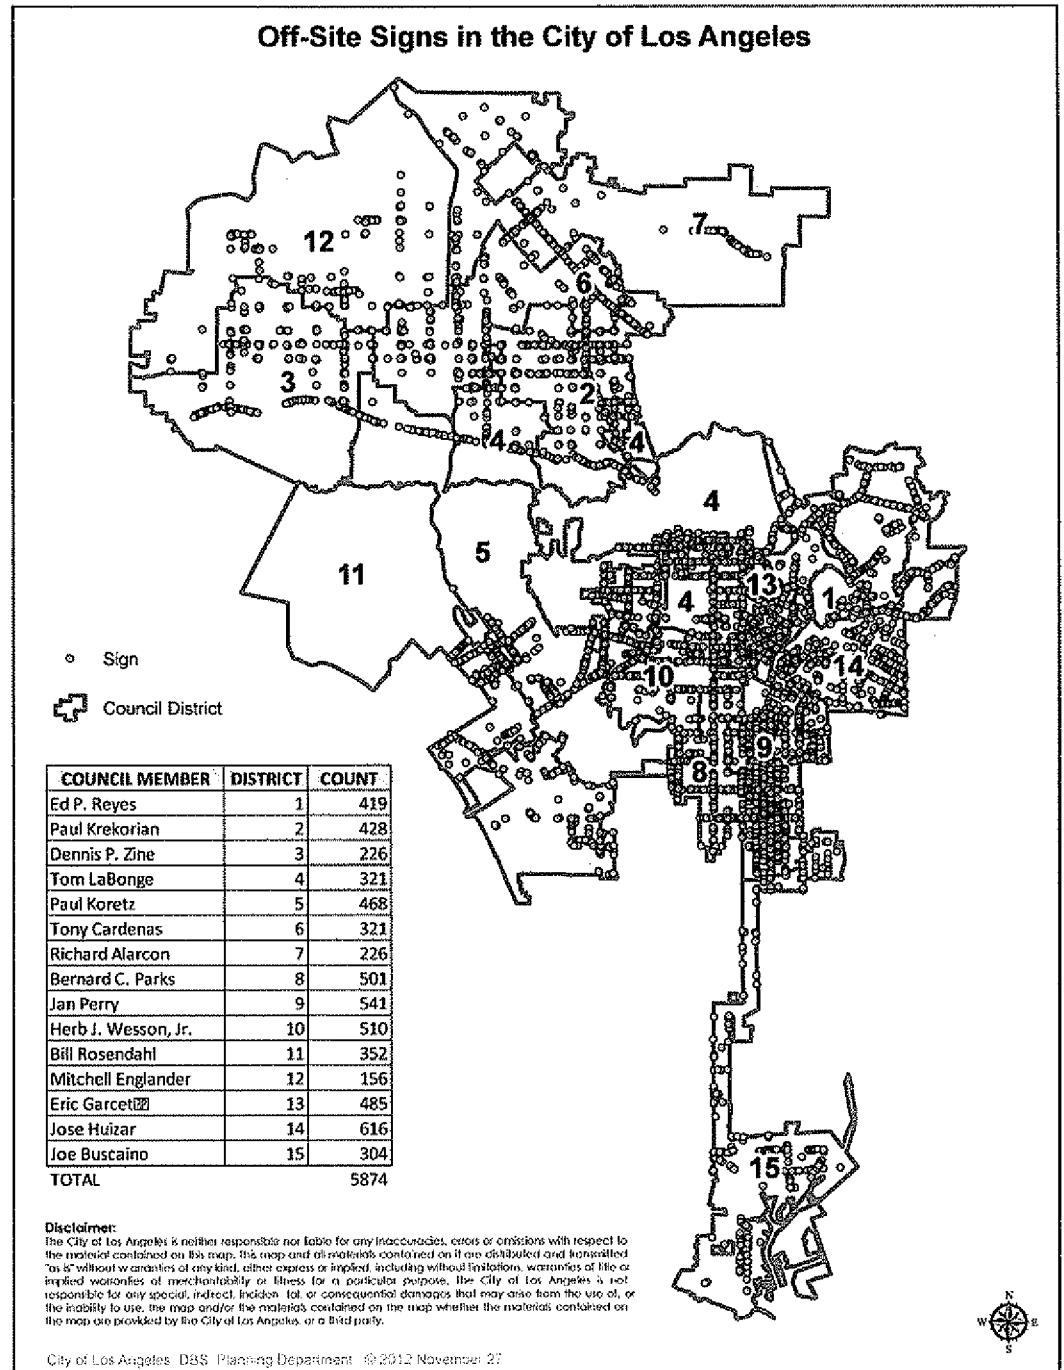 Off-Site Signs in the City of Los Angeles
12
7
6
3
2
4
4
4
5
11
13
4
1
14
10
9
8
15
Sign
Council District
COUNCIL MEMBER DISTRICT COUNT
Ed P. Reyes 1 419
Paul Krekorian 2 428
Dennis P. Zine 3 226
Tom LaBonge 4 321
Paul Koretz 5 468
Tony Cardenas 6 321
Richard Alarcon 7 226
Bernard C. Parks 8 501
Jan Perry 9 541
Herb J. Wesson, Jr. 10 510
Bill Rosendahl 11 352
Mitchell Englander 12 156
Eric Garcet 13 485
Jose Huizar 14 616
Joe Buscaino 15 304
TOTAL 5874
Disclaimer:
The City of Los Angeles is neither responsible nor liable for any inaccuracies, errors or omissions with respect to
the material contained on this map. This map and all materials contained on it are distributed and transmitted
"as is" without warranties of any kind, either express or implied, including without limitation, warranties of title or
implied warranties of merchantability or fitness for a particular purpose. The City of Los Angeles is not
responsible for any special, indirect, inciden tal, or consequential damages that may arise from the use of, or
the inability to use, the map and/or the materials contained on the map whether the materials contained on
the map are provided by the City of Los Angeles, or a third party.
N
W E
S
City of Los Angeles DBS Planning Department © 2012 November 27